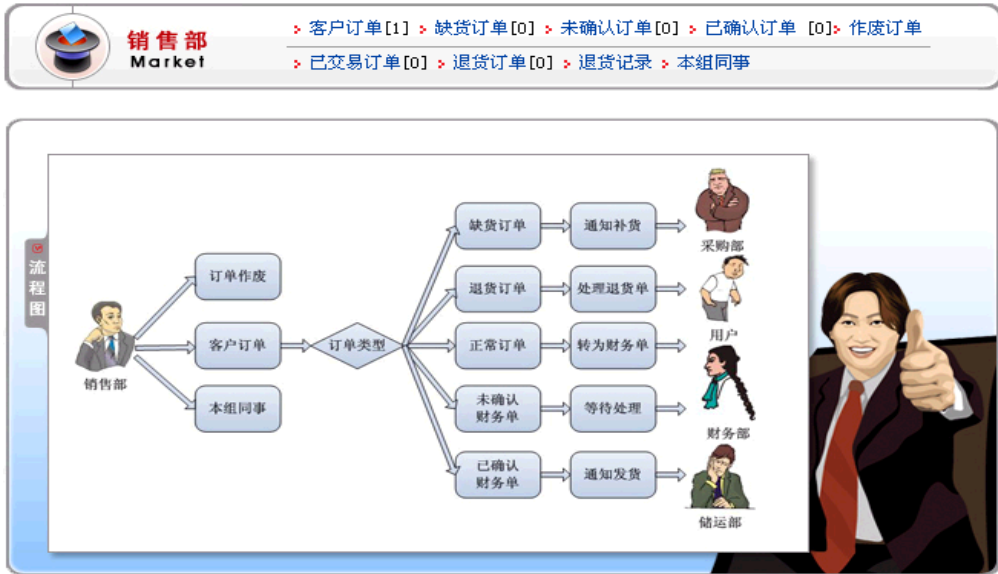 销售部
Market
客户订单[1] 缺货订单[0] 未确认订单[0] 已确认订单 [0] 作废订单
已交易订单[0] 退货订单[0] 退货记录 本组同事
流程图
销售部
订单作废
客户订单
本组同事
订单类型
缺货订单
通知补货
采购部
退货订单
处理退货单
用户
正常订单
转为财务单
未确认
财务单
等待处理
财务部
已确认
财务单
通知发货
储运部